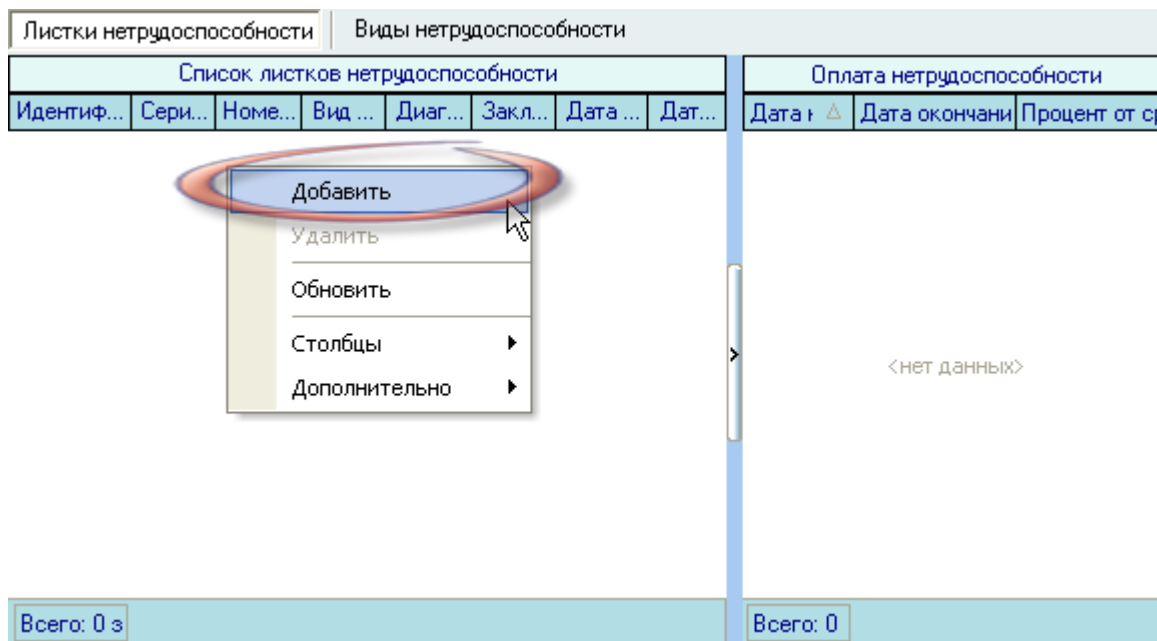 Листки нетрудоспособности Виды нетрудоспособности
Список листков нетрудоспособности Оплата нетрудоспособности
Идентиф... Сери... Номе... Вид ... Диаг... Закл... Дата ... Дат... Дата н Дата окончани Процент от ср
Добавить
Удалить
Обновить
Столбцы
<нет данных>
Дополнительно
Всего: 0 з Всего: 0